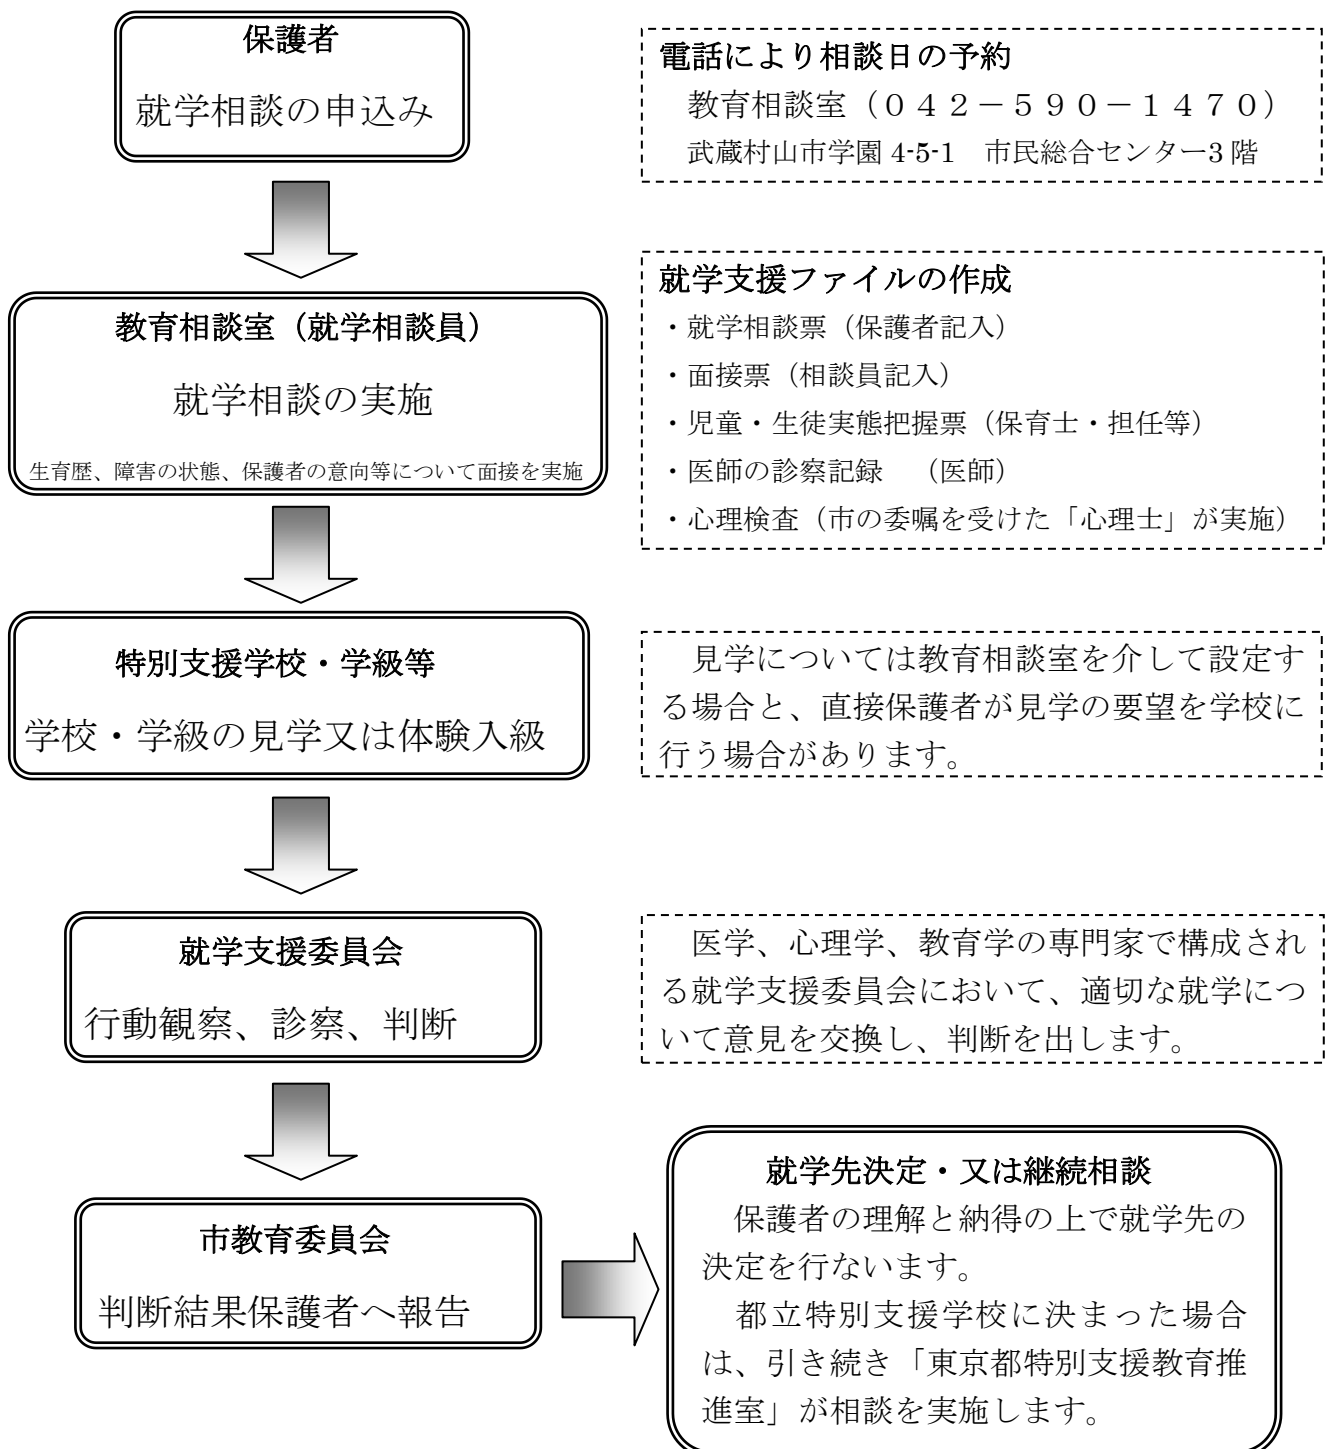 保護者
就学相談の申込み
電話により相談日の予約
教育相談室（０４２－５９０－１４７０）
武蔵村山市学園 4-5-1　市民総合センター3 階
教育相談室（就学相談員）
就学相談の実施
生育歴、障害の状態、保護者の意向等について面接を実施
就学支援ファイルの作成
・就学相談票（保護者記入）
・面接票（相談員記入）
・児童・生徒実態把握票（保育士・担任等）
・医師の診察記録　（医師）
・心理検査（市の委嘱を受けた「心理士」が実施）
特別支援学校・学級等
学校・学級の見学又は体験入級
見学については教育相談室を介して設定す
る場合と、直接保護者が見学の要望を学校に
行う場合があります。
就学支援委員会
行動観察、診察、判断
医学、心理学、教育学の専門家で構成され
る就学支援委員会において、適切な就学につ
いて意見を交換し、判断を出します。
市教育委員会
判断結果保護者へ報告
就学先決定・又は継続相談
保護者の理解と納得の上で就学先の
決定を行ないます。
都立特別支援学校に決まった場合
は、引き続き「東京都特別支援教育推
進室」が相談を実施します。